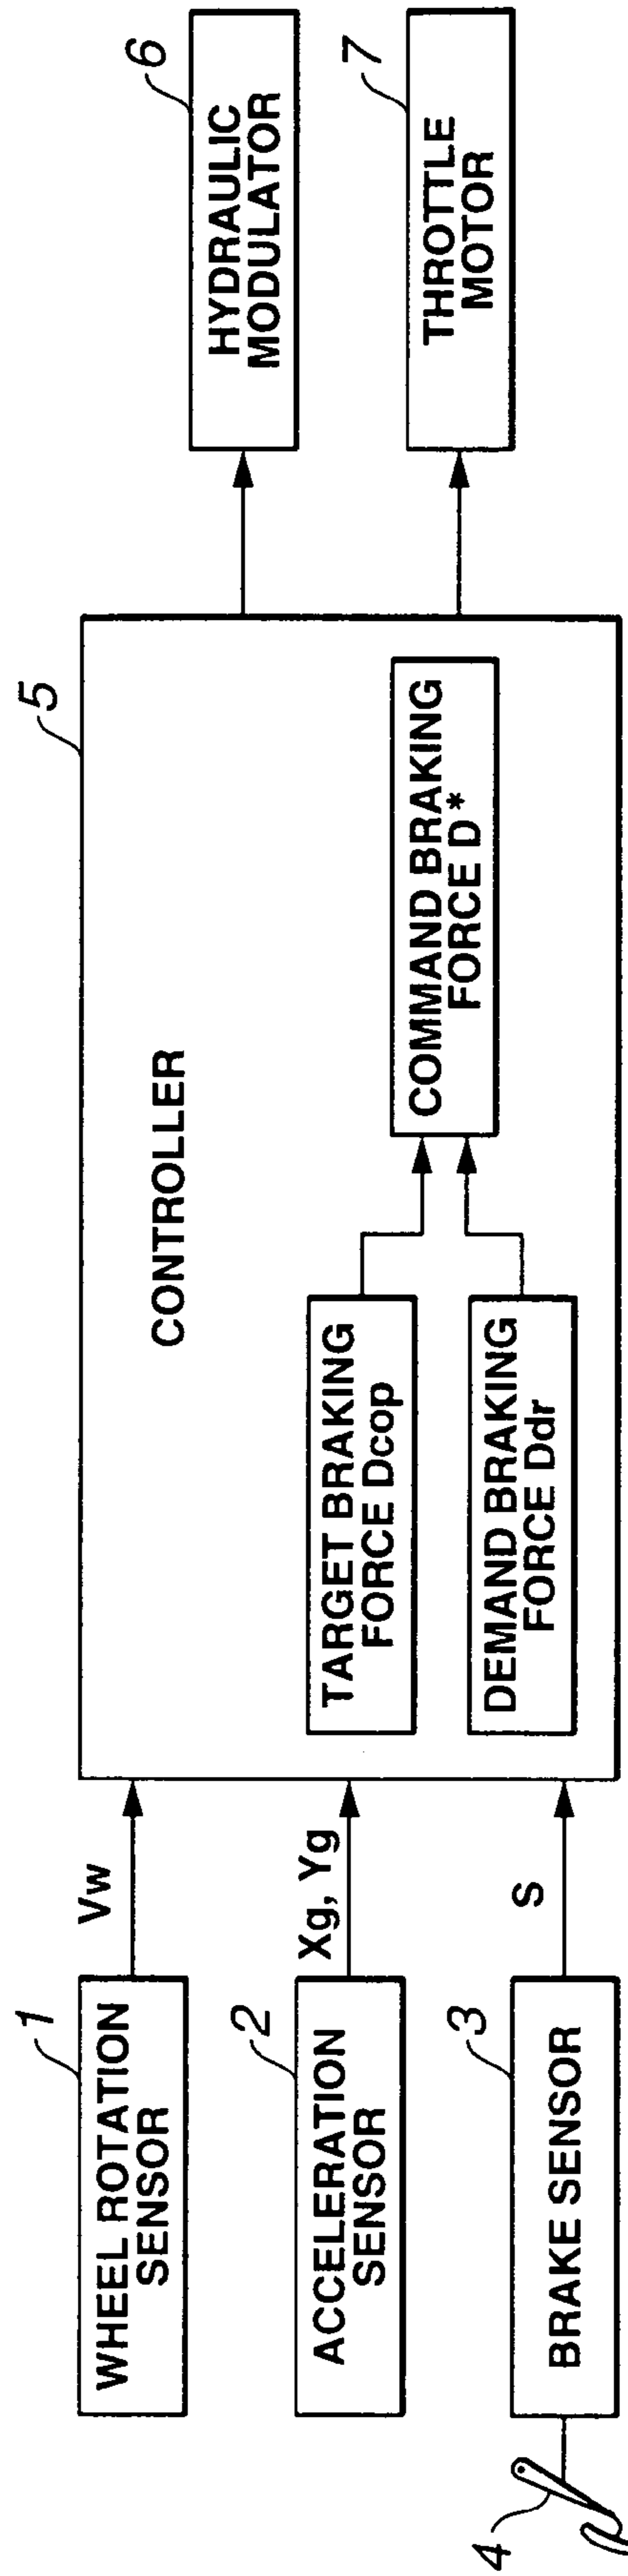 1
WHEEL ROTATION
SENSOR
Vw
2
ACCELERATION
SENSOR
Xg, Yg
3
BRAKE SENSOR
S
4
5
CONTROLLER
TARGET BRAKING
FORCE Dcop
DEMAND BRAKING
FORCE Ddr
COMMAND BRAKING
FORCE D*
6
HYDRAULIC
MODULATOR
7
THROTTLE
MOTOR